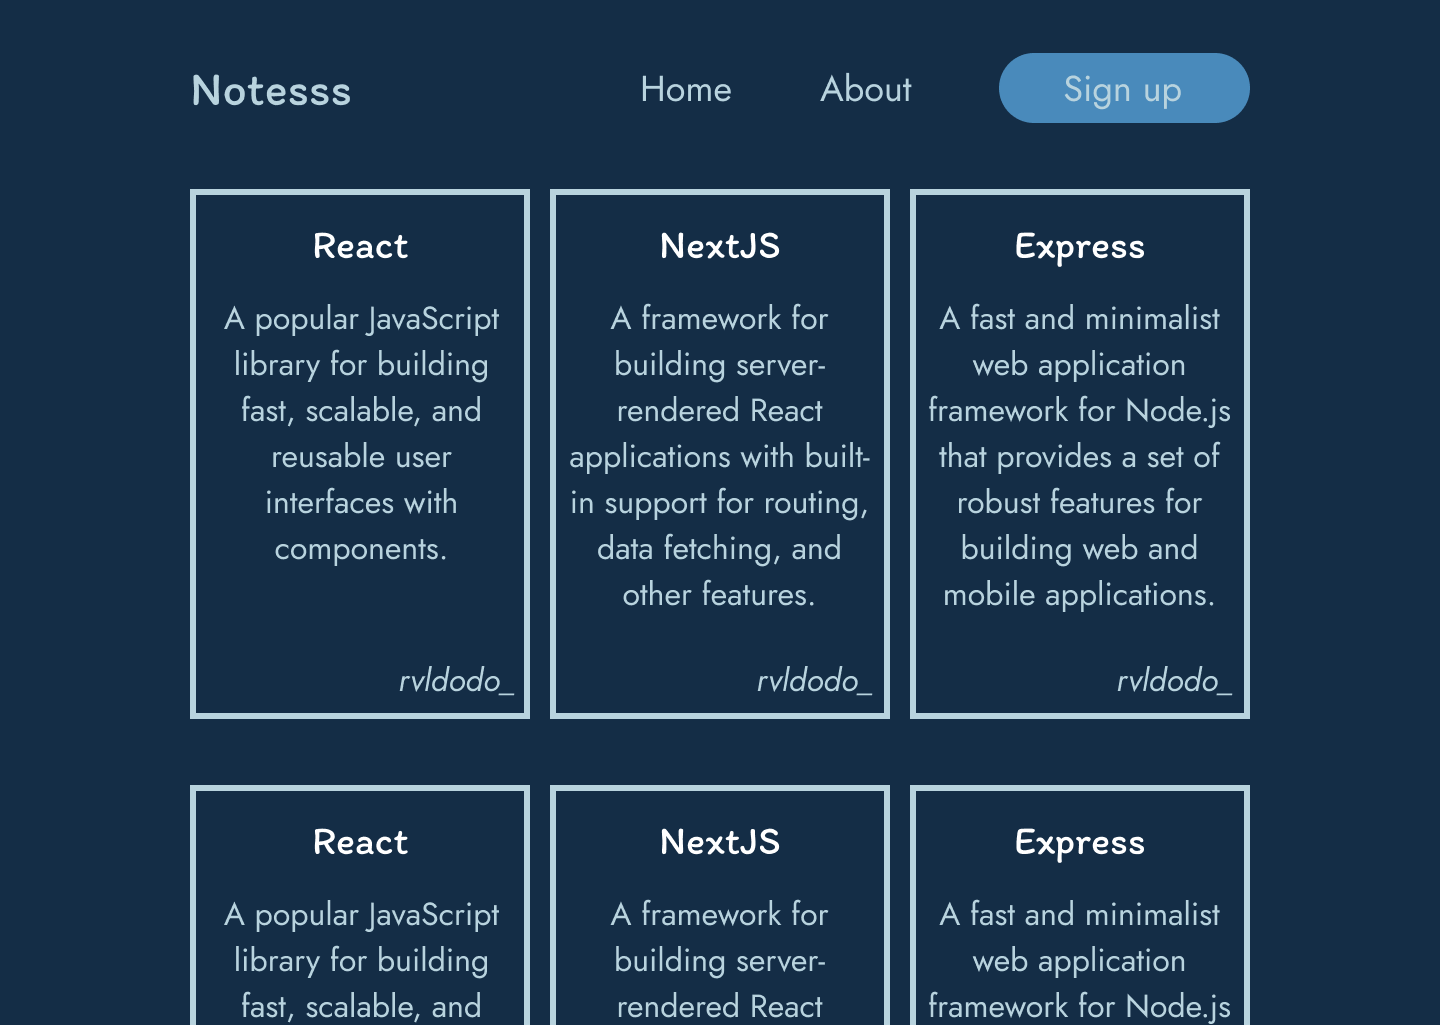 Notesss
Home
About
Sign up
React
A popular JavaScript
library for building
fast, scalable, and
reusable user
interfaces with
components.
rvldodo_
NextJS
A framework for
building server-
rendered React
applications with built-
in support for routing,
data fetching, and
other features.
rvldodo_
Express
A fast and minimalist
web application
framework for Node.js
that provides a set of
robust features for
building web and
mobile applications.
rvldodo_
React
A popular JavaScript
library for building
fast, scalable, and
NextJS
A framework for
building server-
rendered React
Express
A fast and minimalist
web application
framework for Node.js